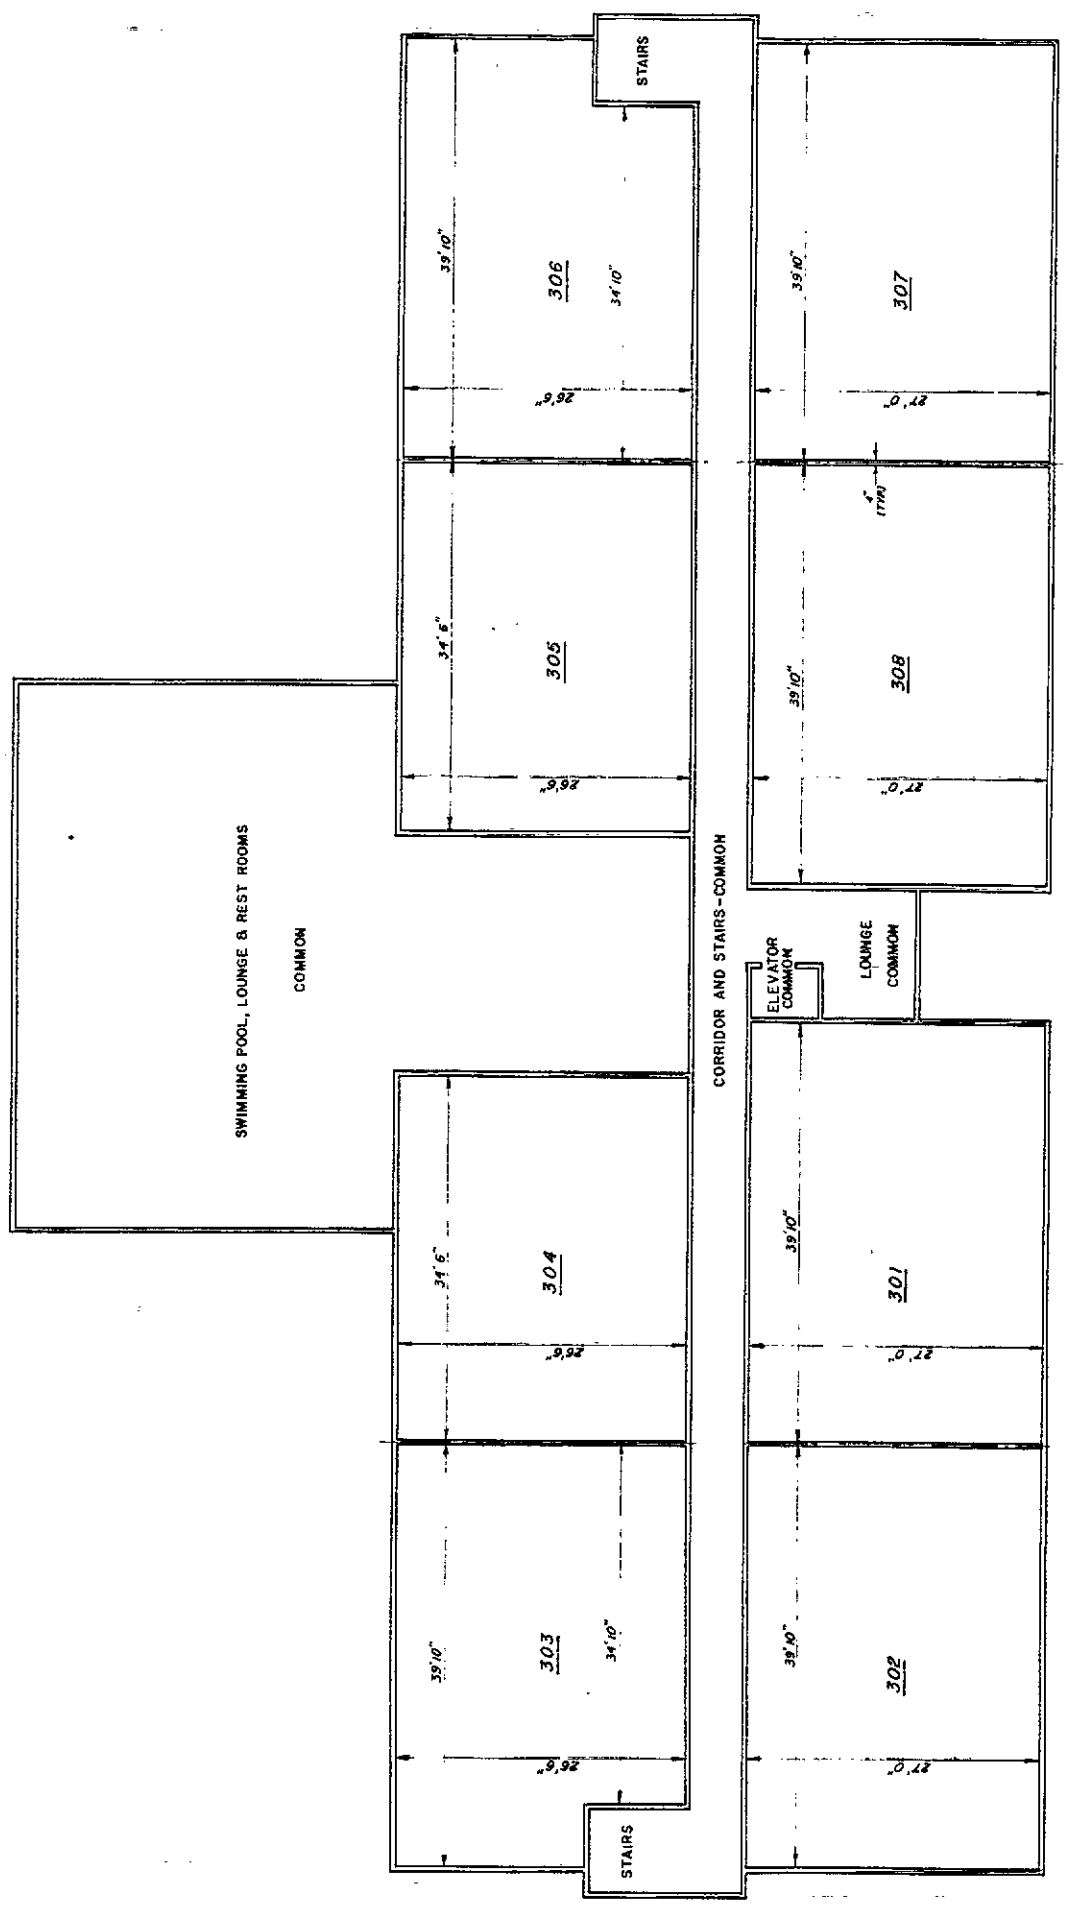 STAIRS
39'10"
306
34'10"
26'6"
39'10"
307
27'0"
4"
(TYP.)
34'6"
305
26'6"
39'10"
308
27'0"
SWIMMING POOL, LOUNGE & REST ROOMS
COMMON
CORRIDOR AND STAIRS-COMMON
ELEVATOR
COMMON
LOUNGE
COMMON
34'6"
304
26'6"
39'10"
301
27'0"
39'10"
303
34'10"
26'6"
STAIRS
39'10"
302
27'0"